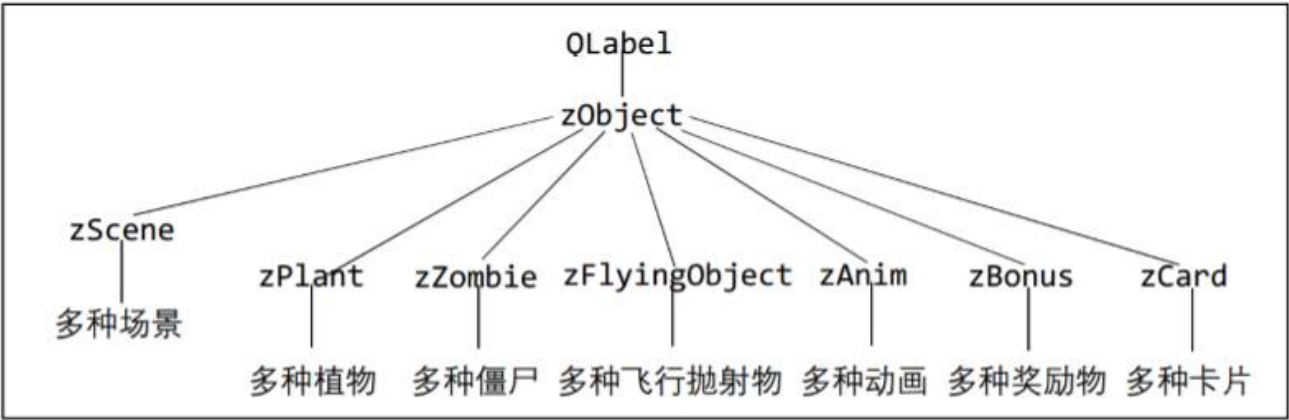 QLabel
zObject
zScene
zPlant zZombie zFlyingObject zAnim zBonus zCard
多种场景
多种植物 多种僵尸 多种飞行抛射物 多种动画 多种奖励物 多种卡片